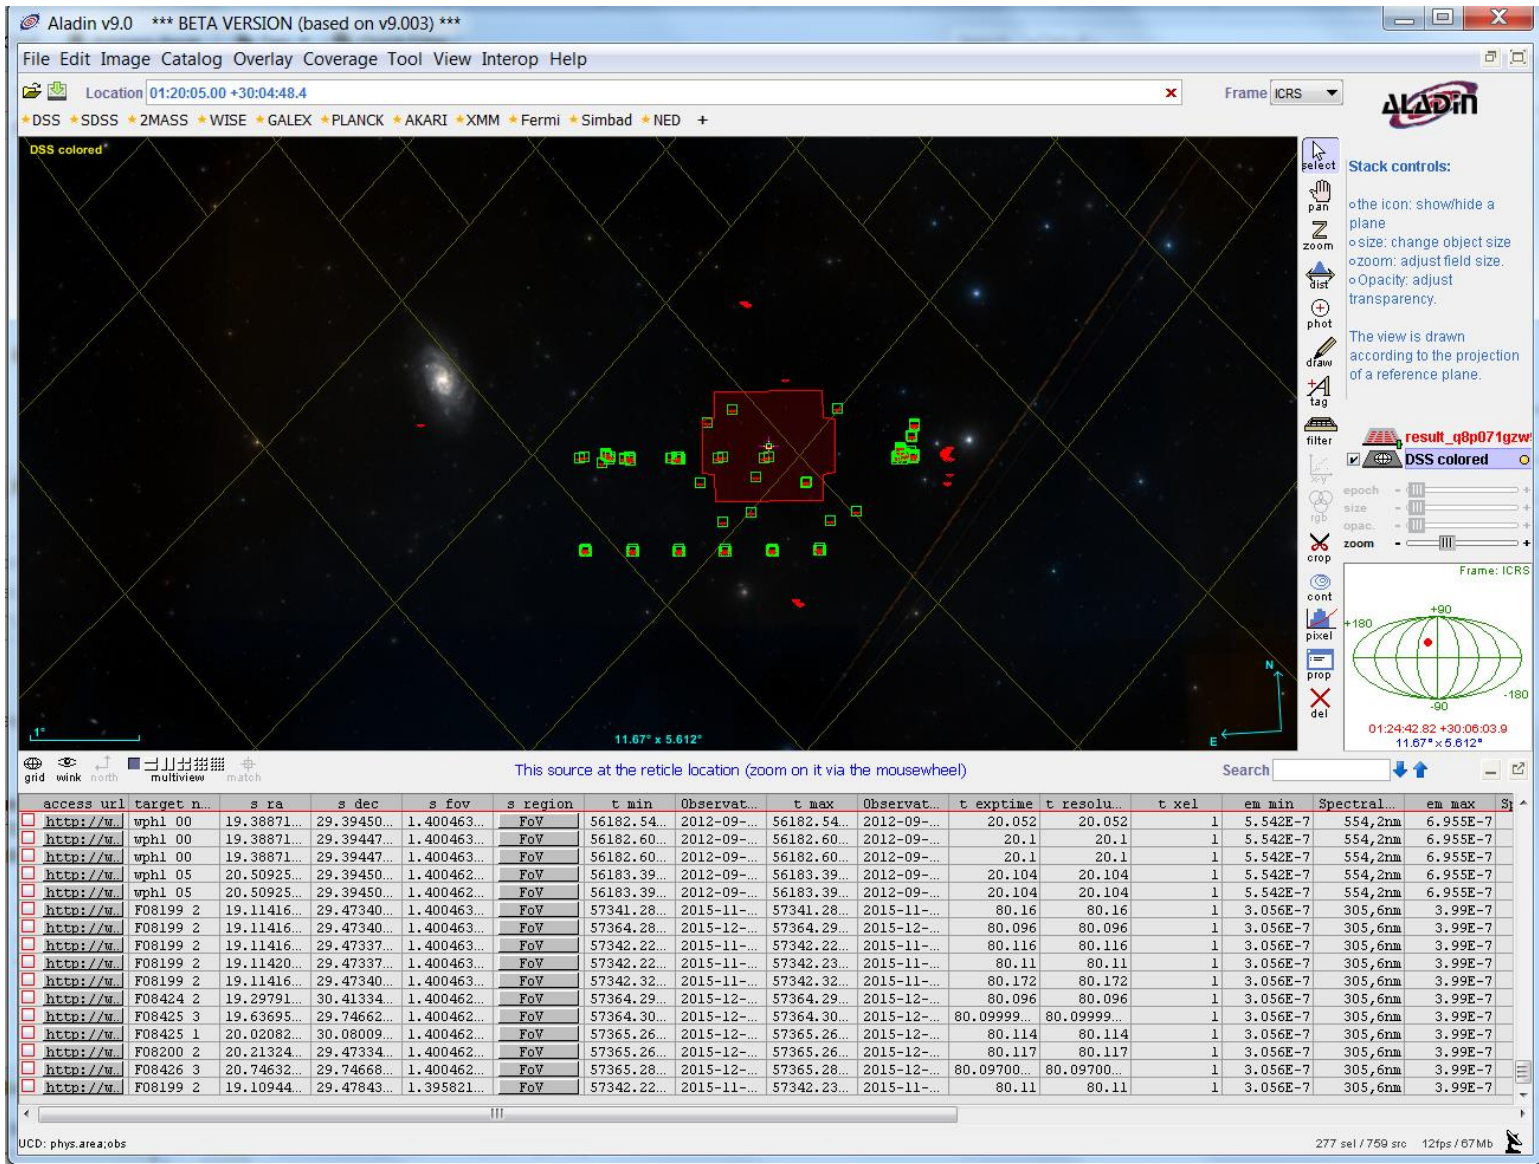 Aladin v9.0 *** BETA VERSION (based on v9.003) ***
File Edit Image Catalog Overlay Coverage Tool View Interop Help
Location 01:20:05.00 +30:04:48.4 x Frame ICRS
ALADiN
DSS SDSS 2MASS WISE GALEX PLANCK AKARI XMM Fermi Simbad NED +
DSS colored
select
pan
zoom
dist
phot
draw
tag
filter
x-y
rgb
crop
cont
pixel
prop
del
Stack controls:
the icon: show/hide a
plane
size: change object size
zoom: adjust field size.
Opacity: adjust
transparency.
The view is drawn
according to the projection
of a reference plane.
result_q8p071gzw
DSS colored
epoch - +
size - +
opac. - +
zoom - +
Frame: ICRS
+90
+180
-180
-90
01:24:42.82 +30:06:03.9
11.67° x 5.612°
1°
11.67° x 5.612°
N
E
grid wink north multiview match
This source at the reticle location (zoom on it via the mousewheel)
Search
access url target n... s ra s dec s fov s region t min Observat... t max Observat... t exptime t resolu... t xel em min Spectral... em max Sp
http://w.. wph1 00 19.38871... 29.39450... 1.400463... FoV 56182.54... 2012-09-... 56182.54... 2012-09-... 20.052 20.052 1 5.542E-7 554,2nm 6.955E-7
http://w.. wph1 00 19.38871... 29.39447... 1.400463... FoV 56182.60... 2012-09-... 56182.60... 2012-09-... 20.1 20.1 1 5.542E-7 554,2nm 6.955E-7
http://w.. wph1 00 19.38871... 29.39447... 1.400463... FoV 56182.60... 2012-09-... 56182.60... 2012-09-... 20.1 20.1 1 5.542E-7 554,2nm 6.955E-7
http://w.. wph1 05 20.50925... 29.39450... 1.400462... FoV 56183.39... 2012-09-... 56183.39... 2012-09-... 20.104 20.104 1 5.542E-7 554,2nm 6.955E-7
http://w.. wph1 05 20.50925... 29.39450... 1.400462... FoV 56183.39... 2012-09-... 56183.39... 2012-09-... 20.104 20.104 1 5.542E-7 554,2nm 6.955E-7
http://w.. F08199 2 19.11416... 29.47340... 1.400463... FoV 57341.28... 2015-11-... 57341.28... 2015-11-... 80.16 80.16 1 3.056E-7 305,6nm 3.99E-7
http://w.. F08199 2 19.11416... 29.47340... 1.400463... FoV 57364.28... 2015-12-... 57364.29... 2015-12-... 80.096 80.096 1 3.056E-7 305,6nm 3.99E-7
http://w.. F08199 2 19.11416... 29.47337... 1.400463... FoV 57342.22... 2015-11-... 57342.22... 2015-11-... 80.116 80.116 1 3.056E-7 305,6nm 3.99E-7
http://w.. F08199 2 19.11420... 29.47337... 1.400463... FoV 57342.22... 2015-11-... 57342.23... 2015-11-... 80.11 80.11 1 3.056E-7 305,6nm 3.99E-7
http://w.. F08199 2 19.11416... 29.47340... 1.400463... FoV 57342.32... 2015-11-... 57342.32... 2015-11-... 80.172 80.172 1 3.056E-7 305,6nm 3.99E-7
http://w.. F08424 2 19.29791... 30.41334... 1.400462... FoV 57364.29... 2015-12-... 57364.29... 2015-12-... 80.096 80.096 1 3.056E-7 305,6nm 3.99E-7
http://w.. F08425 3 19.63695... 29.74662... 1.400462... FoV 57364.30... 2015-12-... 57364.30... 2015-12-... 80.09999... 80.09999... 1 3.056E-7 305,6nm 3.99E-7
http://w.. F08425 1 20.02082... 30.08009... 1.400462... FoV 57365.26... 2015-12-... 57365.26... 2015-12-... 80.114 80.114 1 3.056E-7 305,6nm 3.99E-7
http://w.. F08200 2 20.21324... 29.47334... 1.400462... FoV 57365.26... 2015-12-... 57365.26... 2015-12-... 80.117 80.117 1 3.056E-7 305,6nm 3.99E-7
http://w.. F08426 3 20.74632... 29.74668... 1.400462... FoV 57365.28... 2015-12-... 57365.28... 2015-12-... 80.09700... 80.09700... 1 3.056E-7 305,6nm 3.99E-7
http://w.. F08199 2 19.10944... 29.47843... 1.395821... FoV 57342.22... 2015-11-... 57342.23... 2015-11-... 80.11 80.11 1 3.056E-7 305,6nm 3.99E-7
UCD: phys.area;obs
277 sel / 759 src 12fps / 67Mb